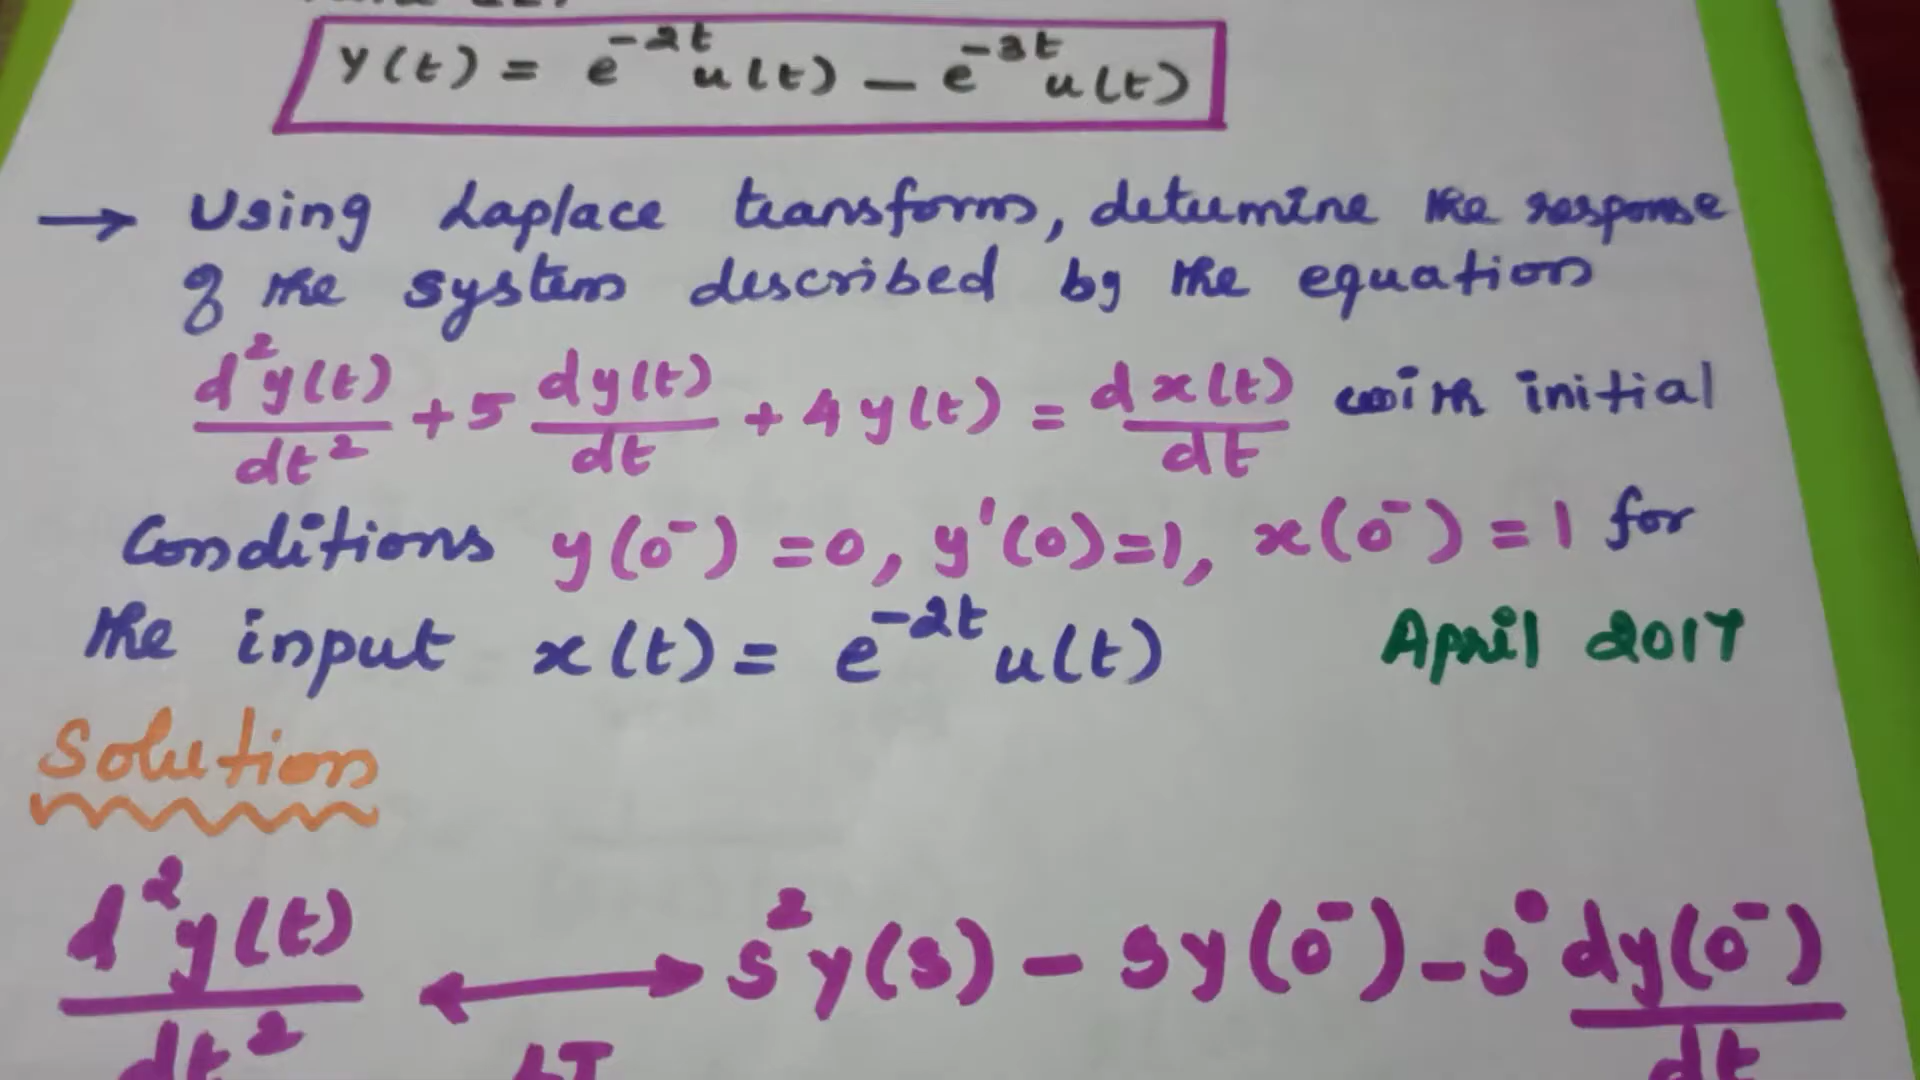 y(t) = e^{-2t} u(t) - e^{-3t} u(t)
→ Using Laplace transform, determine the response
of the system described by the equation
d²y(t)/dt² + 5 dy(t)/dt + 4y(t) = dx(t)/dt with initial
Conditions y(0⁻) = 0, y'(0) = 1, x(0⁻) = 1 for
the input x(t) = e^{-2t} u(t) April 2017
Solution
d²y(t)/dt² ↔ LT s²y(s) - sy(0⁻) - s⁰ dy(0⁻)/dt